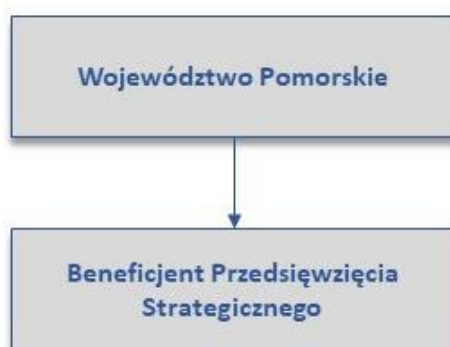 Województwo Pomorskie
Beneficjent Przedsięwzięcia
Strategicznego